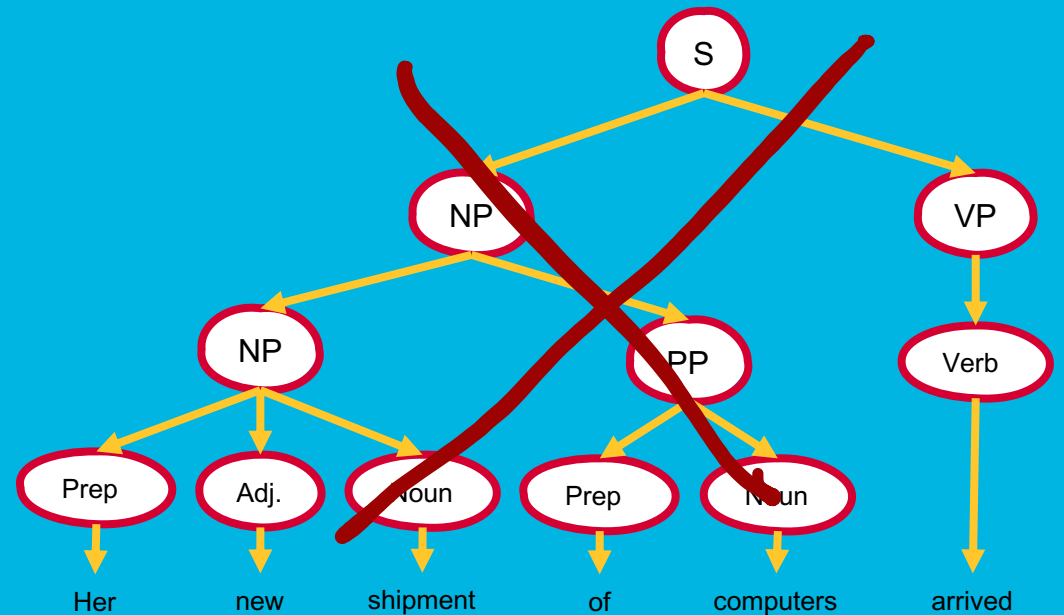 S
NP VP
NP PP Verb
Prep Adj. Noun Prep Noun
Her new shipment of computers arrived